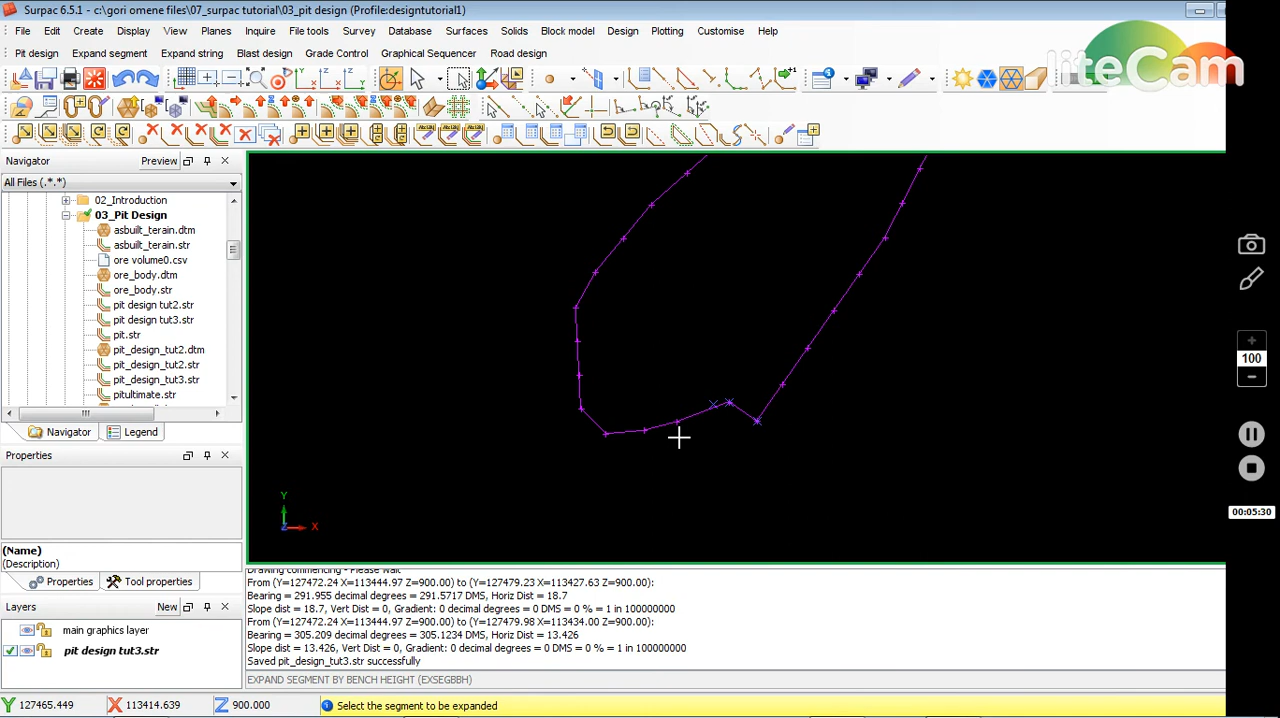 Surpac 6.5.1 - c:\gori omene files\07_surpac tutorial\03_pit design (Profile:designtutorial1)
File Edit Create Display View Planes Inquire File tools Survey Database Surfaces Solids Block model Design Plotting Customise Help
Pit design Expand segment Expand string Blast design Grade Control Graphical Sequencer Road design
iteCam
Navigator Preview
All Files (*.*)
02_Introduction
03_Pit Design
asbuilt_terain.dtm
asbuilt_terain.str
ore volume0.csv
ore_body.dtm
ore_body.str
pit design tut2.str
pit design tut3.str
pit.str
pit_design_tut2.dtm
pit_design_tut2.str
pit_design_tut3.str
pitultimate.str
Navigator Legend
Properties
(Name)
(Description)
Properties Tool properties
Layers New
main graphics layer
pit design tut3.str
Y
Z X
100
00:05:30
Drawing commencing - Please wait
From (Y=127472.24 X=113444.97 Z=900.00) to (Y=127479.23 X=113427.63 Z=900.00):
Bearing = 291.955 decimal degrees = 291.5717 DMS, Horiz Dist = 18.7
Slope dist = 18.7, Vert Dist = 0, Gradient: 0 decimal degrees = 0 DMS = 0 % = 1 in 100000000
From (Y=127472.24 X=113444.97 Z=900.00) to (Y=127479.98 X=113434.00 Z=900.00):
Bearing = 305.209 decimal degrees = 305.1234 DMS, Horiz Dist = 13.426
Slope dist = 13.426, Vert Dist = 0, Gradient: 0 decimal degrees = 0 DMS = 0 % = 1 in 100000000
Saved pit_design_tut3.str successfully
EXPAND SEGMENT BY BENCH HEIGHT (EXSEGBBH)
Y 127465.449 X 113414.639 Z 900.000 Select the segment to be expanded